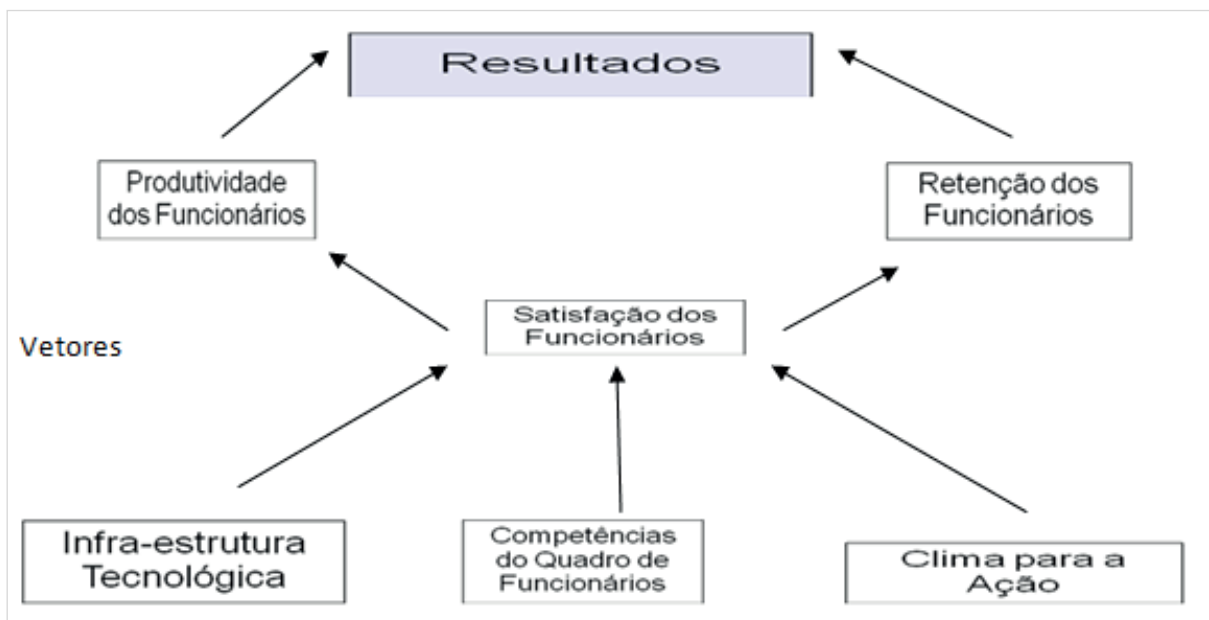 Resultados
Produtividade
dos Funcionários
Retenção dos
Funcionários
Satisfação dos
Funcionários
Vetores
Infra-estrutura
Tecnológica
Competências
do Quadro de
Funcionários
Clima para a
Ação